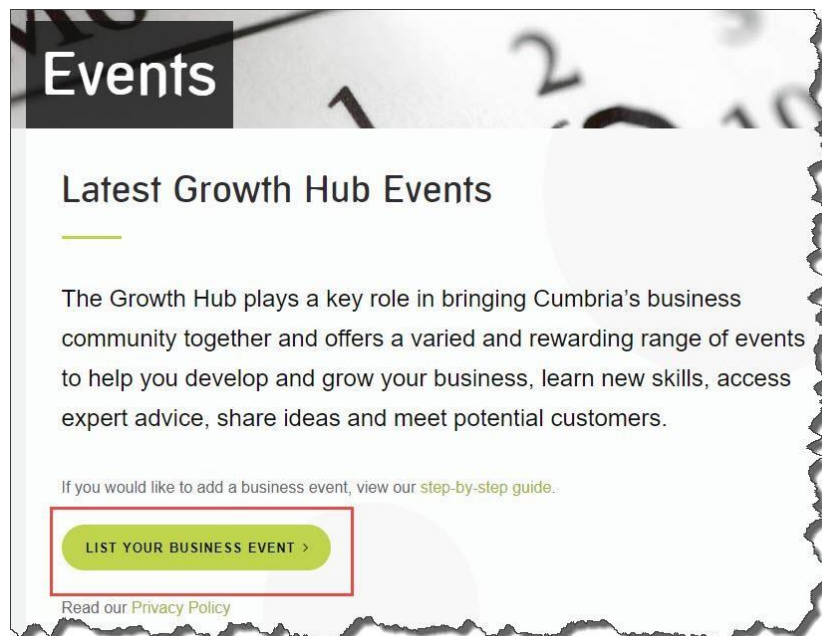 Events
1
2
10
Latest Growth Hub Events
The Growth Hub plays a key role in bringing Cumbria’s business
community together and offers a varied and rewarding range of events
to help you develop and grow your business, learn new skills, access
expert advice, share ideas and meet potential customers.
If you would like to add a business event, view our step-by-step guide.
LIST YOUR BUSINESS EVENT >
Read our Privacy Policy